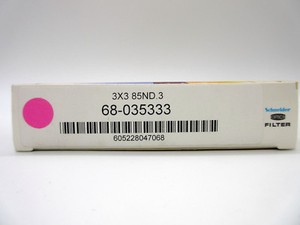 3X3 85ND.3
68-035333
605228047068
Schneider
FILTER